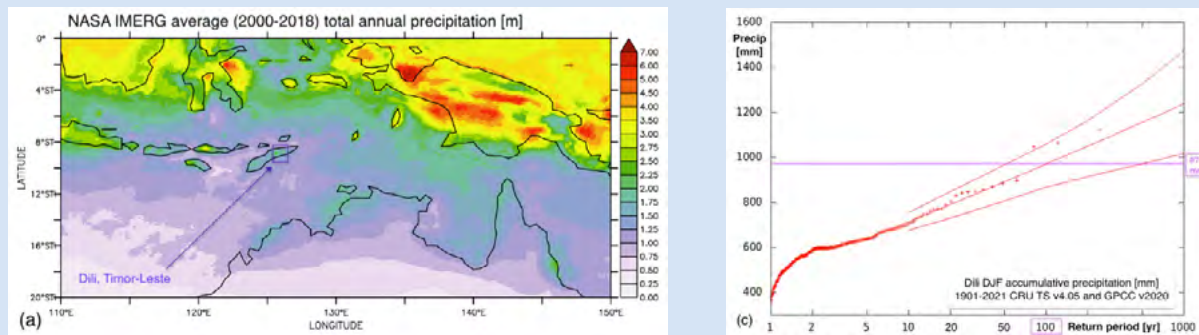 NASA IMERG average (2000-2018) total annual precipitation [m]
0°
4°ST
8°ST
12°ST
16°ST
20°ST
LATITUDE
110°E
120°E
130°E
140°E
150°E
LONGITUDE
Dili, Timor-Leste
(a)
7.00
6.00
5.00
4.50
4.00
3.50
3.00
2.75
2.50
2.25
2.00
1.75
1.50
1.25
1.00
0.75
0.50
0.25
0.00
1600
Precip
[mm]
1400
1200
1000
800
600
400
Dili DJF accumulative precipitation [mm]
1901-2021 CRU TS v4.05 and GPCC v2020
(c)
1
2
5
10
20
50
100
Return period [yr]
1000